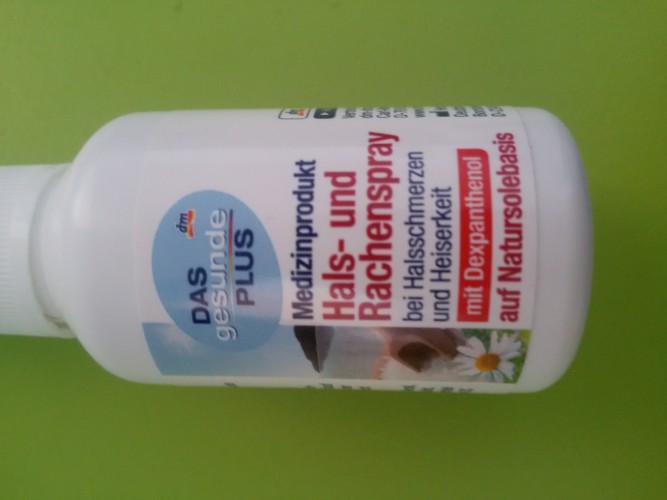 dm
DAS
gesunde
PLUS
Medizinprodukt
Hals- und
Rachenspray
bei Halsschmerzen
und Heiserkeit
mit Dexpanthenol
auf Natursolebasis